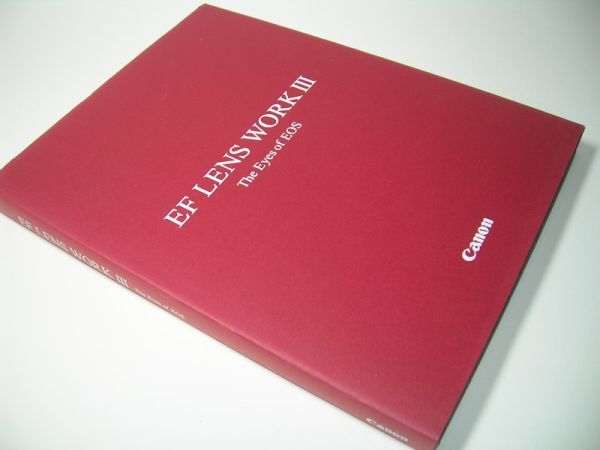 EF LENS WORK III
The Eyes of EOS
Canon
EF LENS WORK III The Eyes of EOS
Canon